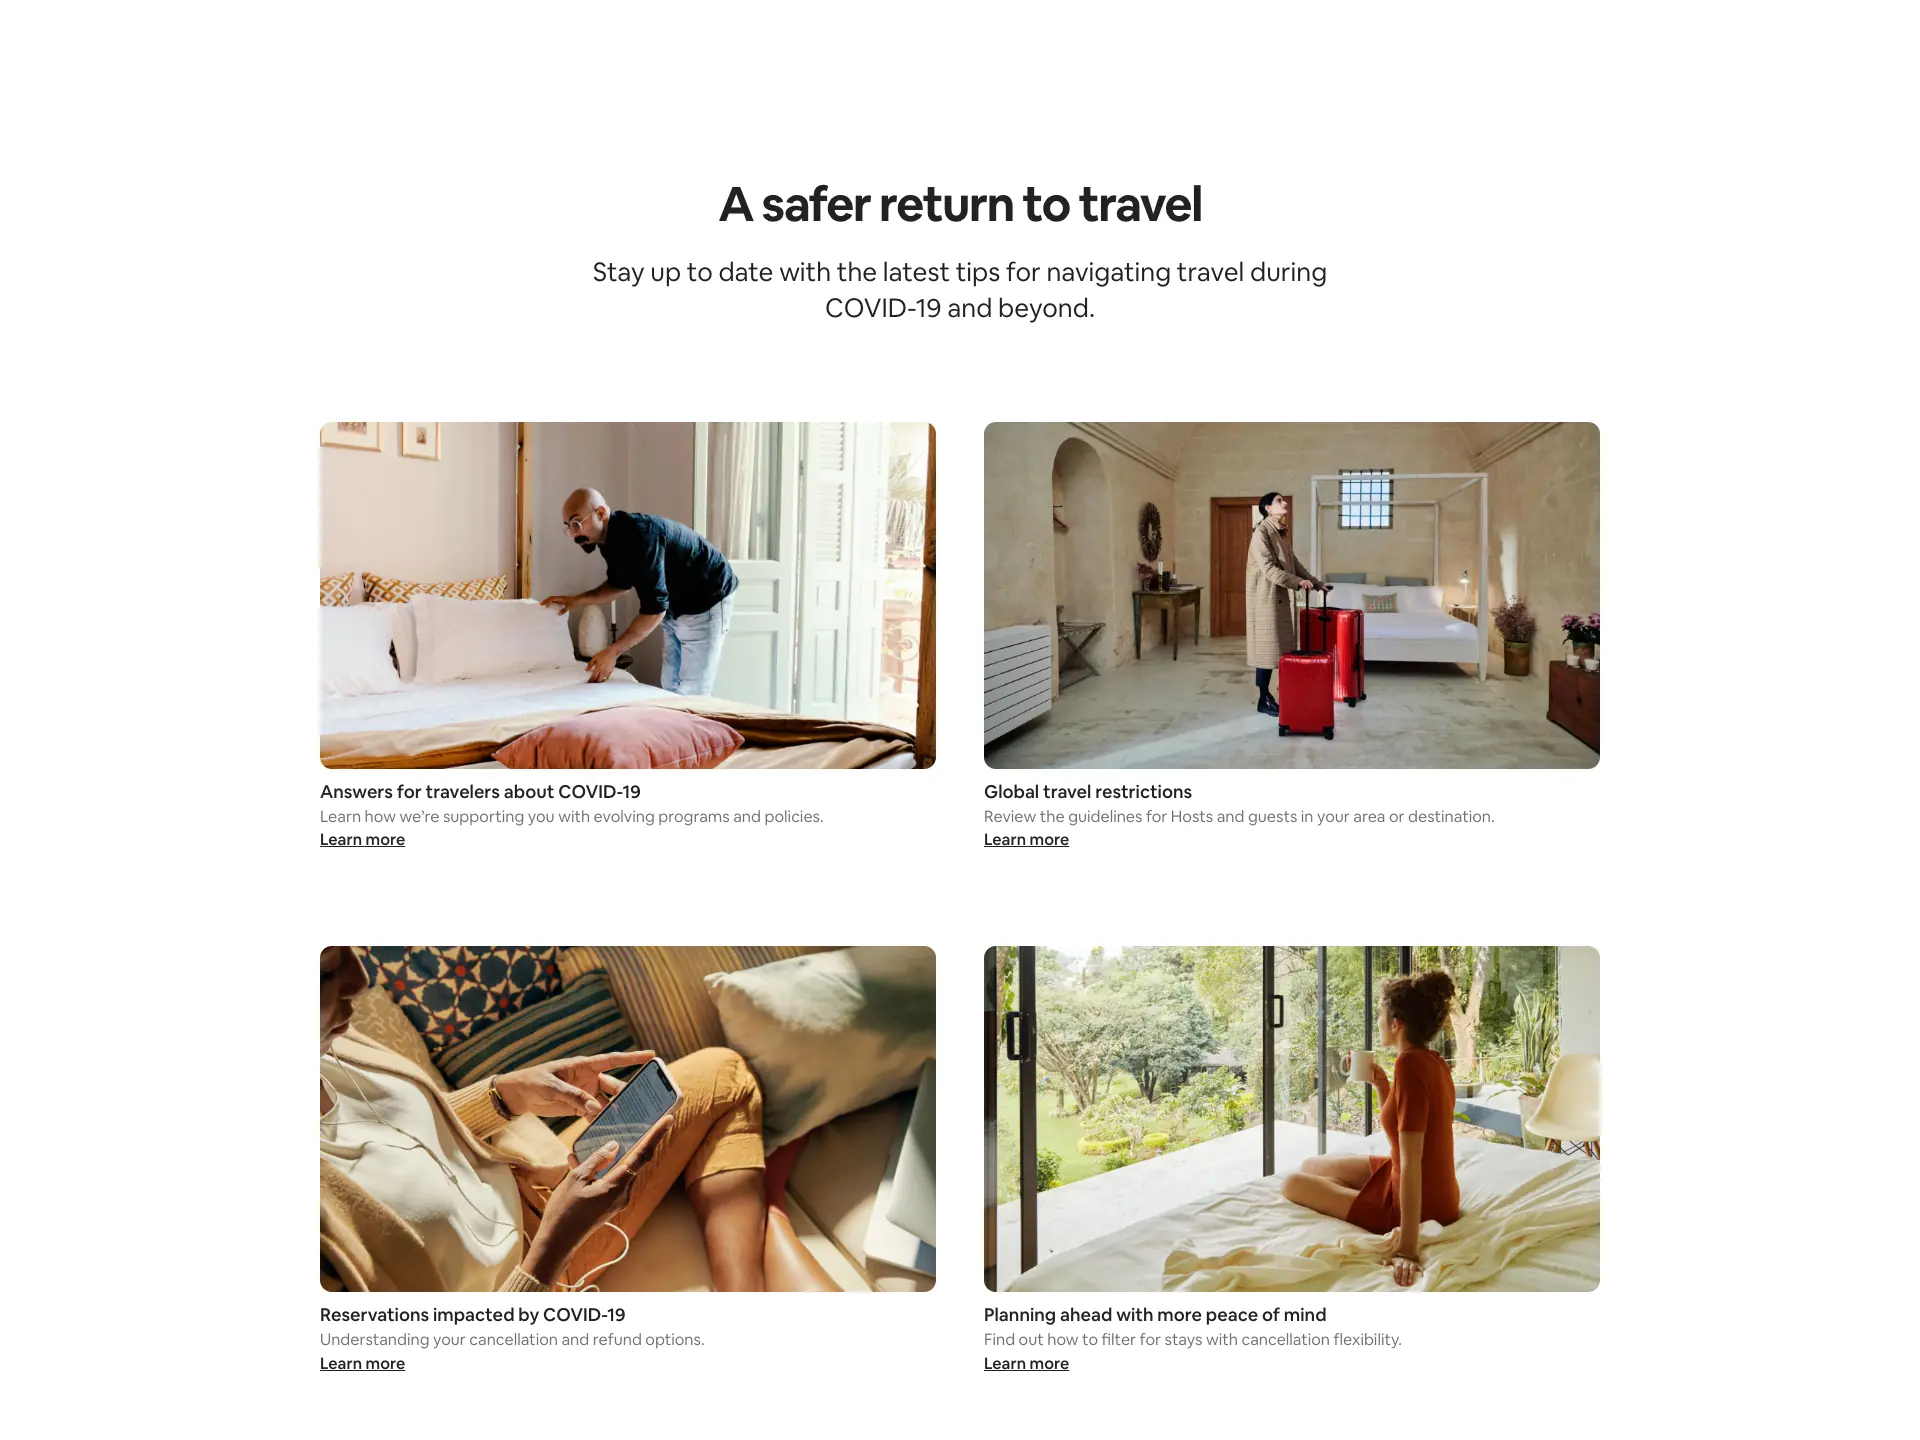 A safer return to travel
Stay up to date with the latest tips for navigating travel during
COVID-19 and beyond.
Answers for travelers about COVID-19
Learn how we’re supporting you with evolving programs and policies.
Learn more
Global travel restrictions
Review the guidelines for Hosts and guests in your area or destination.
Learn more
Reservations impacted by COVID-19
Understanding your cancellation and refund options.
Learn more
Planning ahead with more peace of mind
Find out how to filter for stays with cancellation flexibility.
Learn more